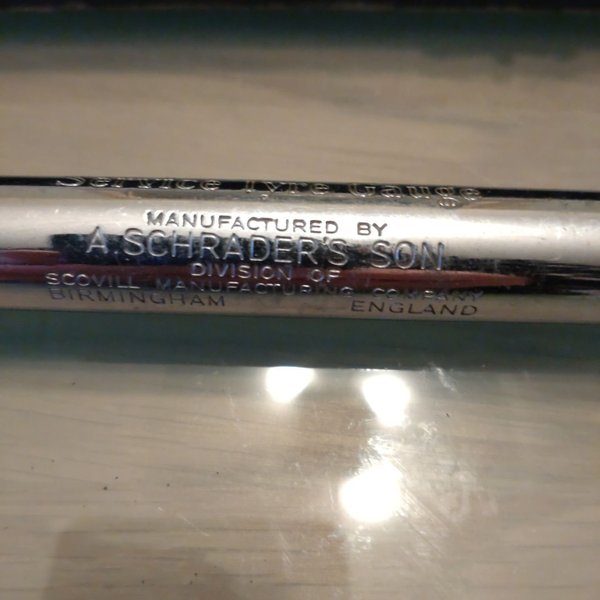 Service Tyre Gauge
MANUFACTURED BY
A. SCHRADER'S SON
DIVISION OF
SCOVILL MANUFACTURING COMPANY
BIRMINGHAM ENGLAND